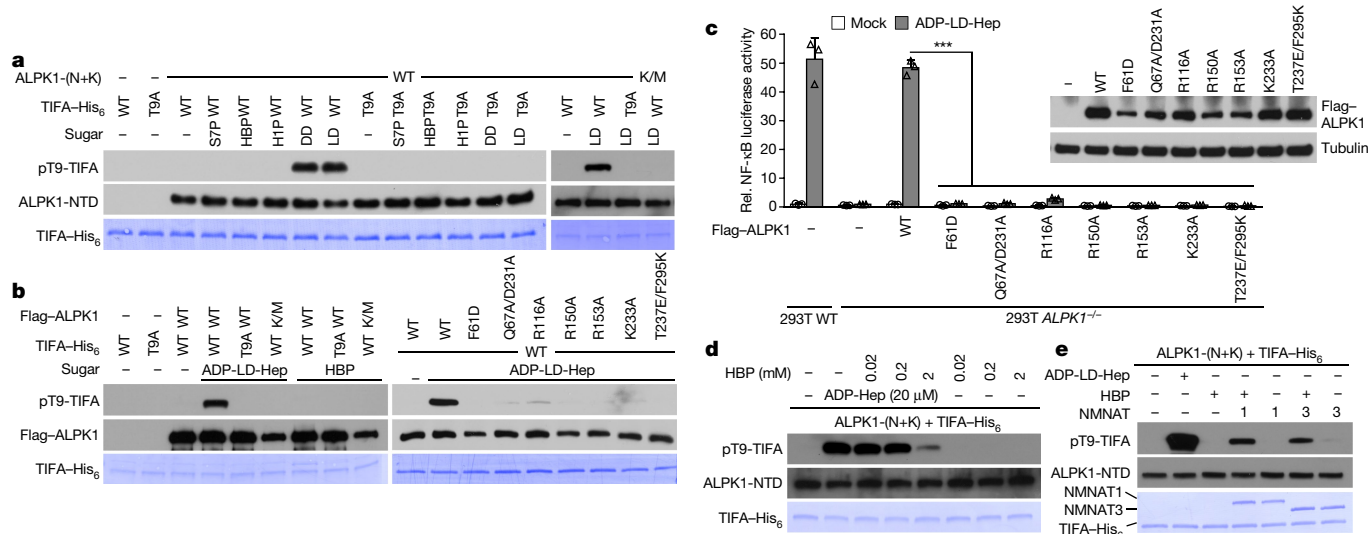 a
ALPK1-(N+K) – – WT K/M
TIFA–His6 WT T9A WT WT WT WT WT WT T9A T9A T9A T9A T9A T9A WT WT T9A WT
Sugar – – – S7P HBP H1P DD LD – S7P HBP H1P DD LD – LD LD LD
pT9-TIFA
ALPK1-NTD
TIFA–His6
b
Flag–ALPK1 – – WT WT WT K/M WT WT K/M WT WT F61D Q67A/D231A R116A R150A R153A K233A T237E/F295K
TIFA–His6 WT T9A WT WT T9A WT WT T9A WT WT
Sugar ADP-LD-Hep HBP – ADP-LD-Hep
pT9-TIFA
Flag–ALPK1
TIFA–His6
c
Mock ADP-LD-Hep
Rel. NF-κB luciferase activity
60
50
40
30
20
10
0
***
– WT F61D Q67A/D231A R116A R150A R153A K233A T237E/F295K
Flag–
ALPK1
Tubulin
Flag–ALPK1 – – WT F61D Q67A/D231A R116A R150A R153A K233A T237E/F295K
293T WT 293T ALPK1–/–
d
HBP (mM) – – 0.02 0.2 2 0.02 0.2 2
– ADP-Hep (20 μM) – – –
ALPK1-(N+K) + TIFA–His6
pT9-TIFA
ALPK1-NTD
TIFA–His6
e
ALPK1-(N+K) + TIFA–His6
ADP-LD-Hep – + – – – – –
HBP – – + + – + –
NMNAT – – – 1 1 3 3
pT9-TIFA
ALPK1-NTD
NMNAT1
NMNAT3
TIFA–His6